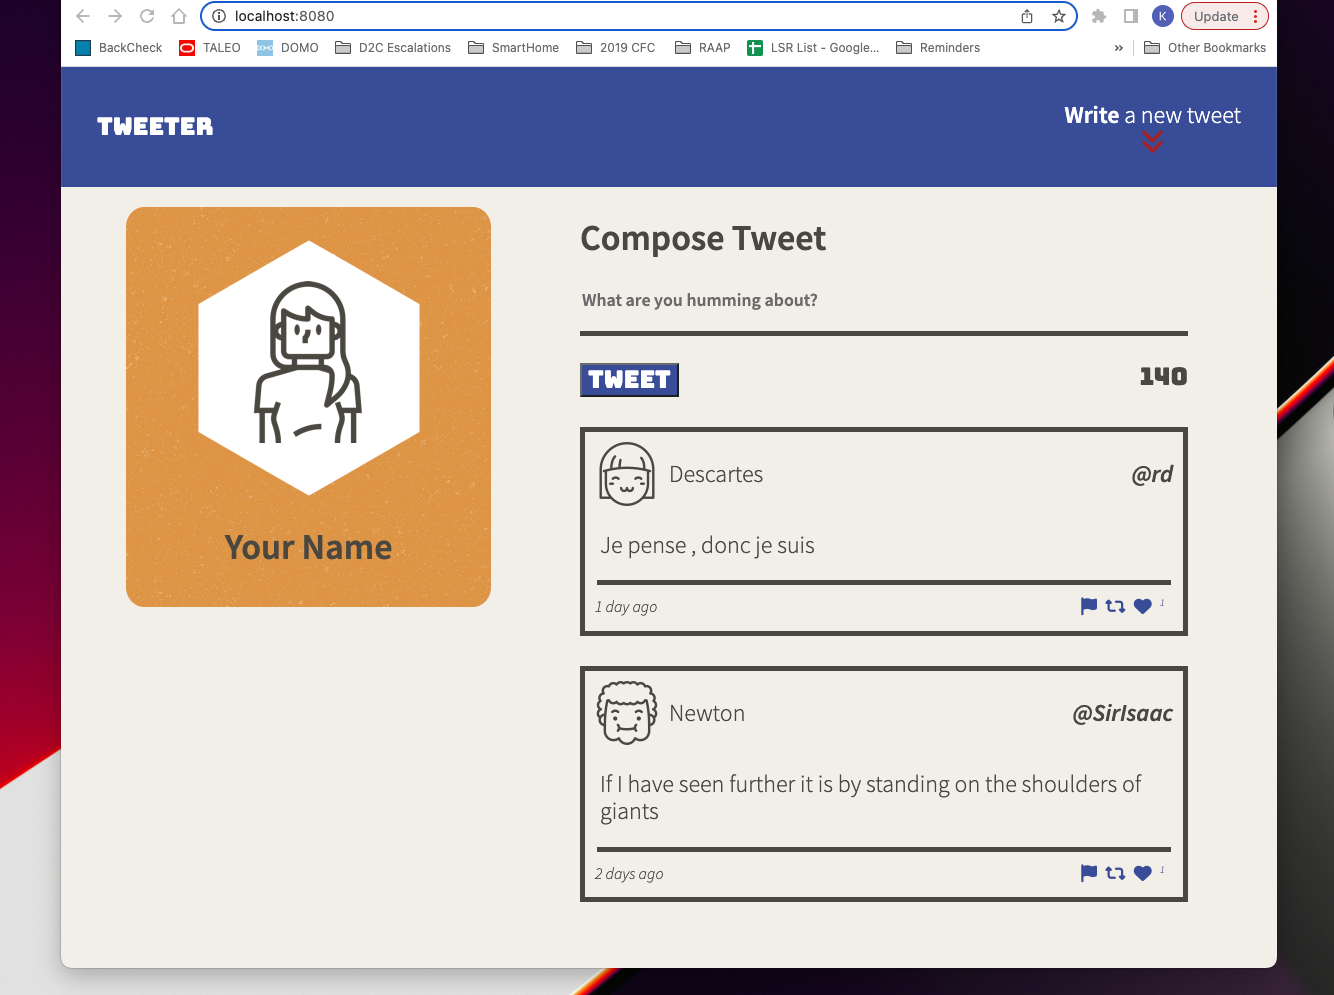 localhost:8080
K
Update
BackCheck TALEO DOMO D2C Escalations SmartHome 2019 CFC RAAP LSR List - Google... Reminders » Other Bookmarks
TWEETER
Write a new tweet
Compose Tweet
What are you humming about?
TWEET
140
Your Name
Descartes
@rd
Je pense , donc je suis
1 day ago
1
Newton
@SirIsaac
If I have seen further it is by standing on the shoulders of
giants
2 days ago
1